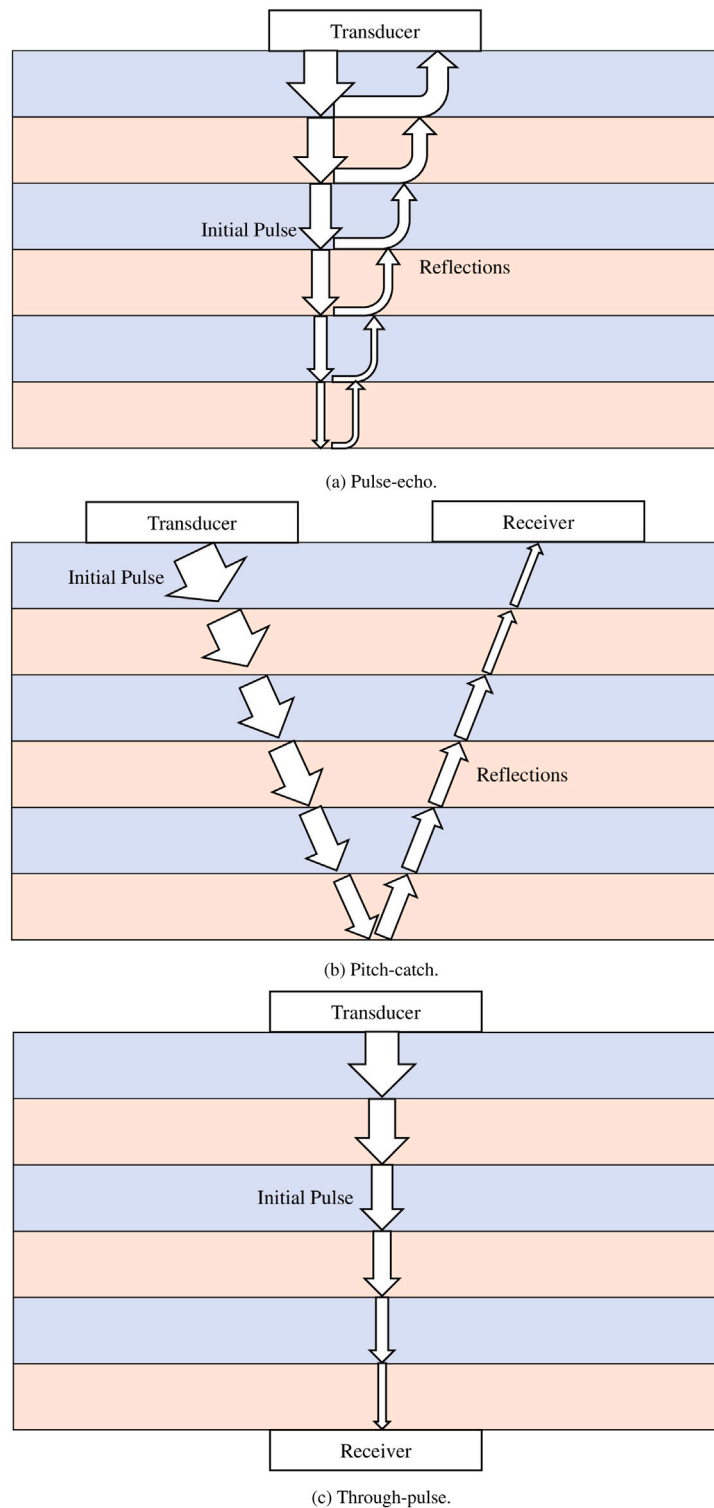 Transducer
Initial Pulse
Reflections
(a) Pulse-echo.
Transducer
Receiver
Initial Pulse
Reflections
(b) Pitch-catch.
Transducer
Initial Pulse
Receiver
(c) Through-pulse.